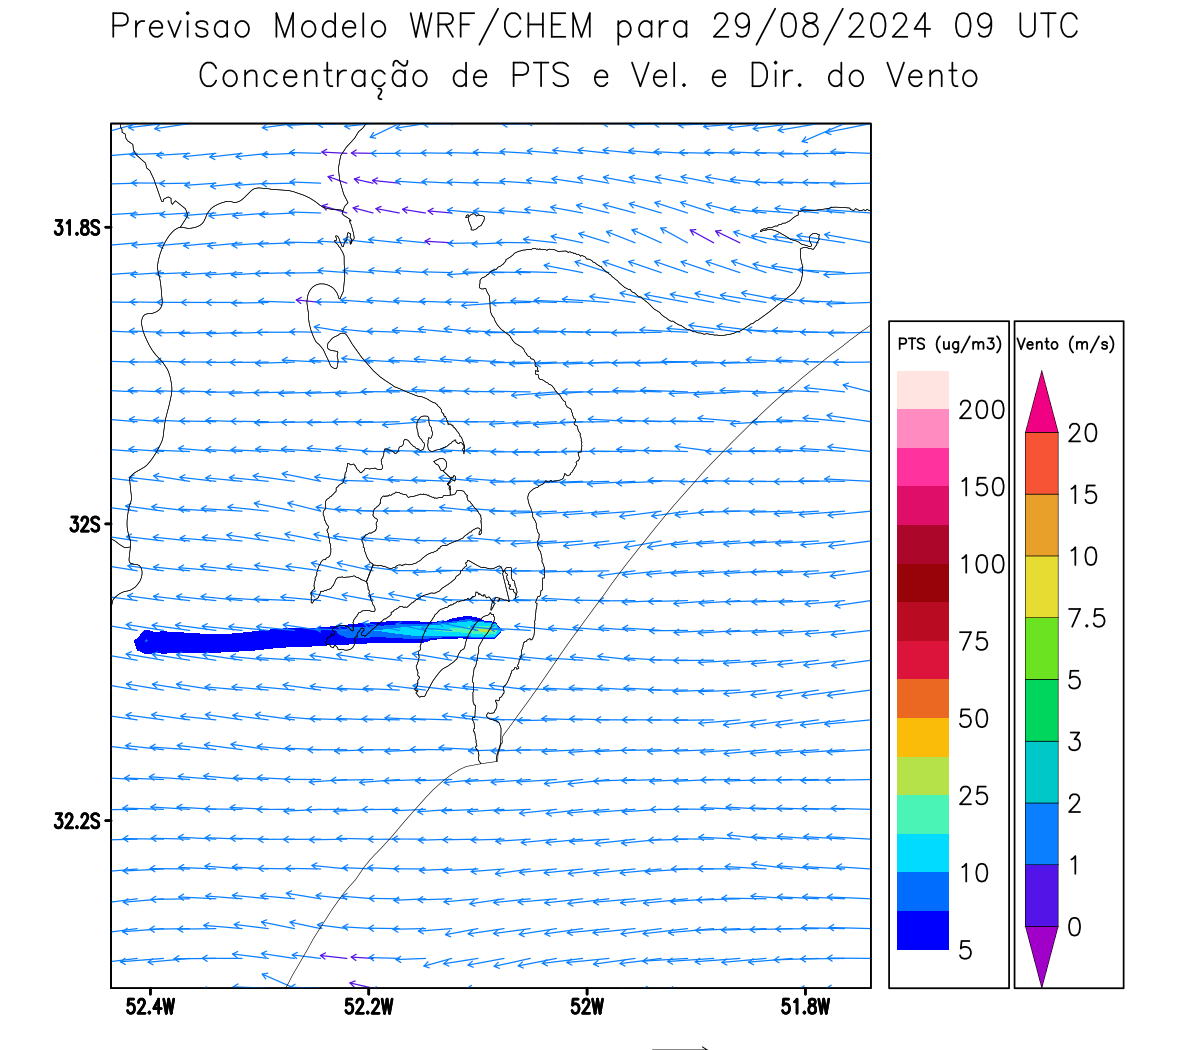 Previsao Modelo WRF/CHEM para 29/08/2024 09 UTC
Concentração de PTS e Vel. e Dir. do Vento
31.8S
32S
32.2S
52.4W
52.2W
52W
51.8W
PTS (ug/m3)
200
150
100
75
50
25
10
5
Vento (m/s)
20
15
10
7.5
5
3
2
1
0